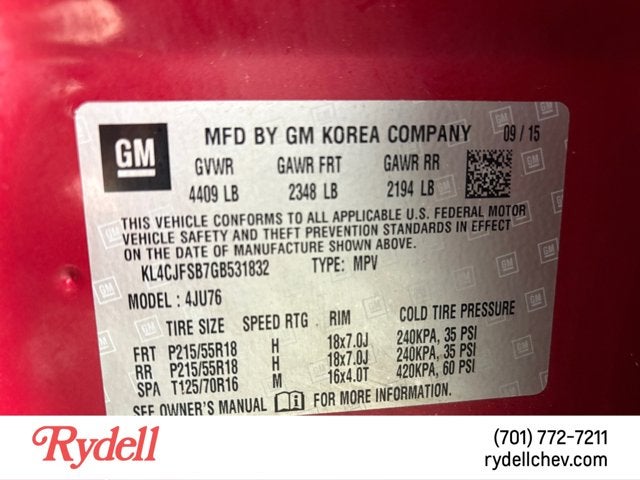 GM
MFD BY GM KOREA COMPANY 09 / 15
GVWR GAWR FRT GAWR RR
4409 LB 2348 LB 2194 LB
THIS VEHICLE CONFORMS TO ALL APPLICABLE U.S. FEDERAL MOTOR
VEHICLE SAFETY AND THEFT PREVENTION STANDARDS IN EFFECT
ON THE DATE OF MANUFACTURE SHOWN ABOVE.
KL4CJFSB7GB531832 TYPE: MPV
MODEL : 4JU76
TIRE SIZE SPEED RTG RIM COLD TIRE PRESSURE
FRT P215/55R18 H 18x7.0J 240KPA, 35 PSI
RR P215/55R18 H 18x7.0J 240KPA, 35 PSI
SPA T125/70R16 M 16x4.0T 420KPA, 60 PSI
SEE OWNER'S MANUAL FOR MORE INFORMATION.
Rydell
(701) 772-7211
rydellchev.com